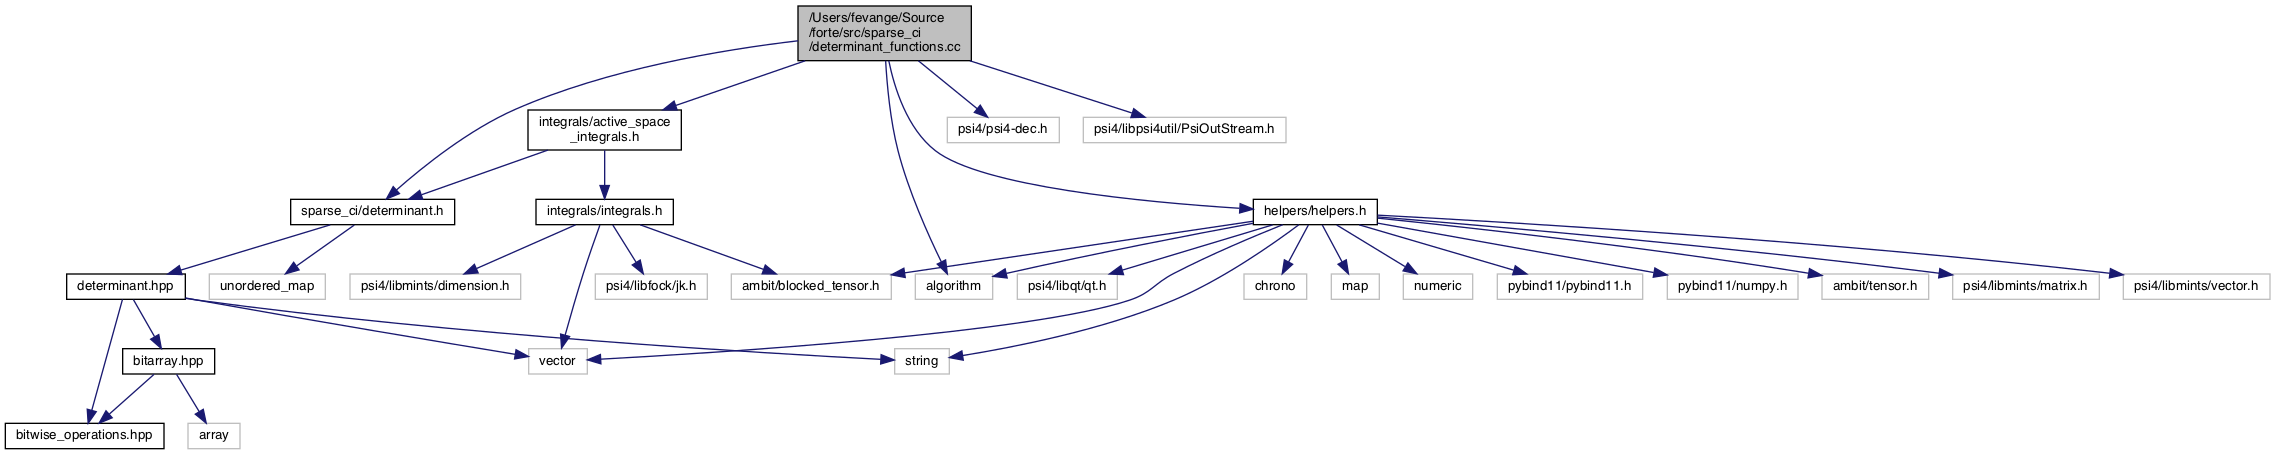 /Users/fevange/Source
/forte/src/sparse_ci
/determinant_functions.cc
integrals/active_space
_integrals.h
psi4/psi4-dec.h
psi4/libpsi4util/PsiOutStream.h
sparse_ci/determinant.h
integrals/integrals.h
helpers/helpers.h
determinant.hpp
unordered_map
psi4/libmints/dimension.h
psi4/libfock/jk.h
ambit/blocked_tensor.h
algorithm
psi4/libqt/qt.h
chrono
map
numeric
pybind11/pybind11.h
pybind11/numpy.h
ambit/tensor.h
psi4/libmints/matrix.h
psi4/libmints/vector.h
bitarray.hpp
vector
string
bitwise_operations.hpp
array